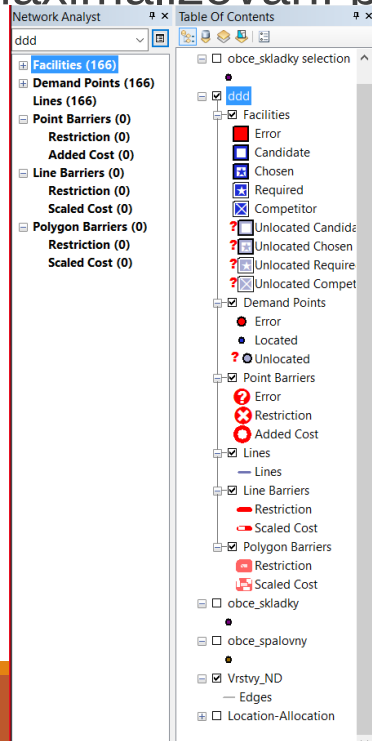 Network Analyst
ddd
Facilities (166)
Demand Points (166)
Lines (166)
Point Barriers (0)
Restriction (0)
Added Cost (0)
Line Barriers (0)
Restriction (0)
Scaled Cost (0)
Polygon Barriers (0)
Restriction (0)
Scaled Cost (0)
Table Of Contents
obce_skladky selection
ddd
Facilities
Error
Candidate
Chosen
Required
Competitor
Unlocated Candida
Unlocated Chosen
Unlocated Require
Unlocated Compet
Demand Points
Error
Located
Unlocated
Point Barriers
Error
Restriction
Added Cost
Lines
Lines
Line Barriers
Restriction
Scaled Cost
Polygon Barriers
Restriction
Scaled Cost
obce_skladky
obce_spalovny
Vrstvy_ND
Edges
Location-Allocation